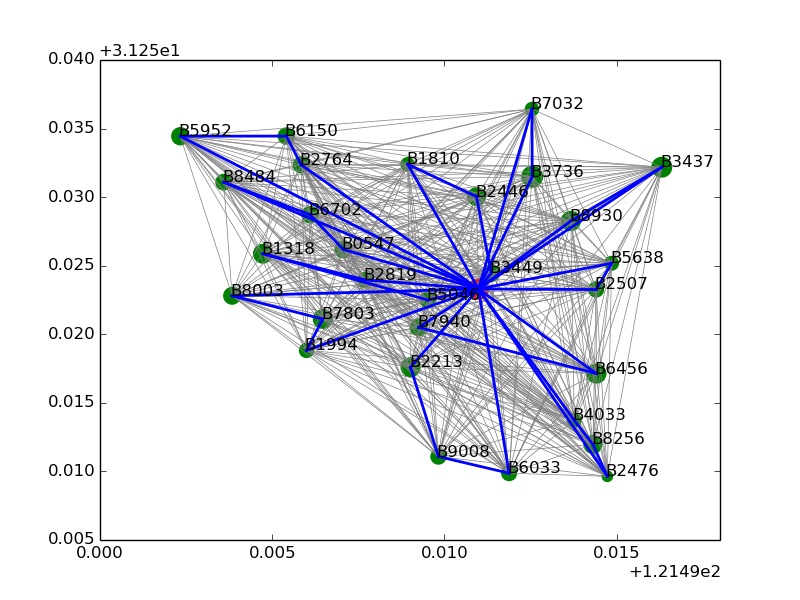 +3.125e1
0.040
0.035
0.030
0.025
0.020
0.015
0.010
0.005
B7032
B5952
B6150
B2764
B1810
B3736
B3437
B8484
B2446
B6702
B8930
B1318
B0547
B3449
B5638
B2819
B8003
B5046
B2507
B7803
B7940
B1994
B2213
B6456
B4033
B8256
B9008
B6033
B2476
0.000
0.005
0.010
0.015
+1.2149e2